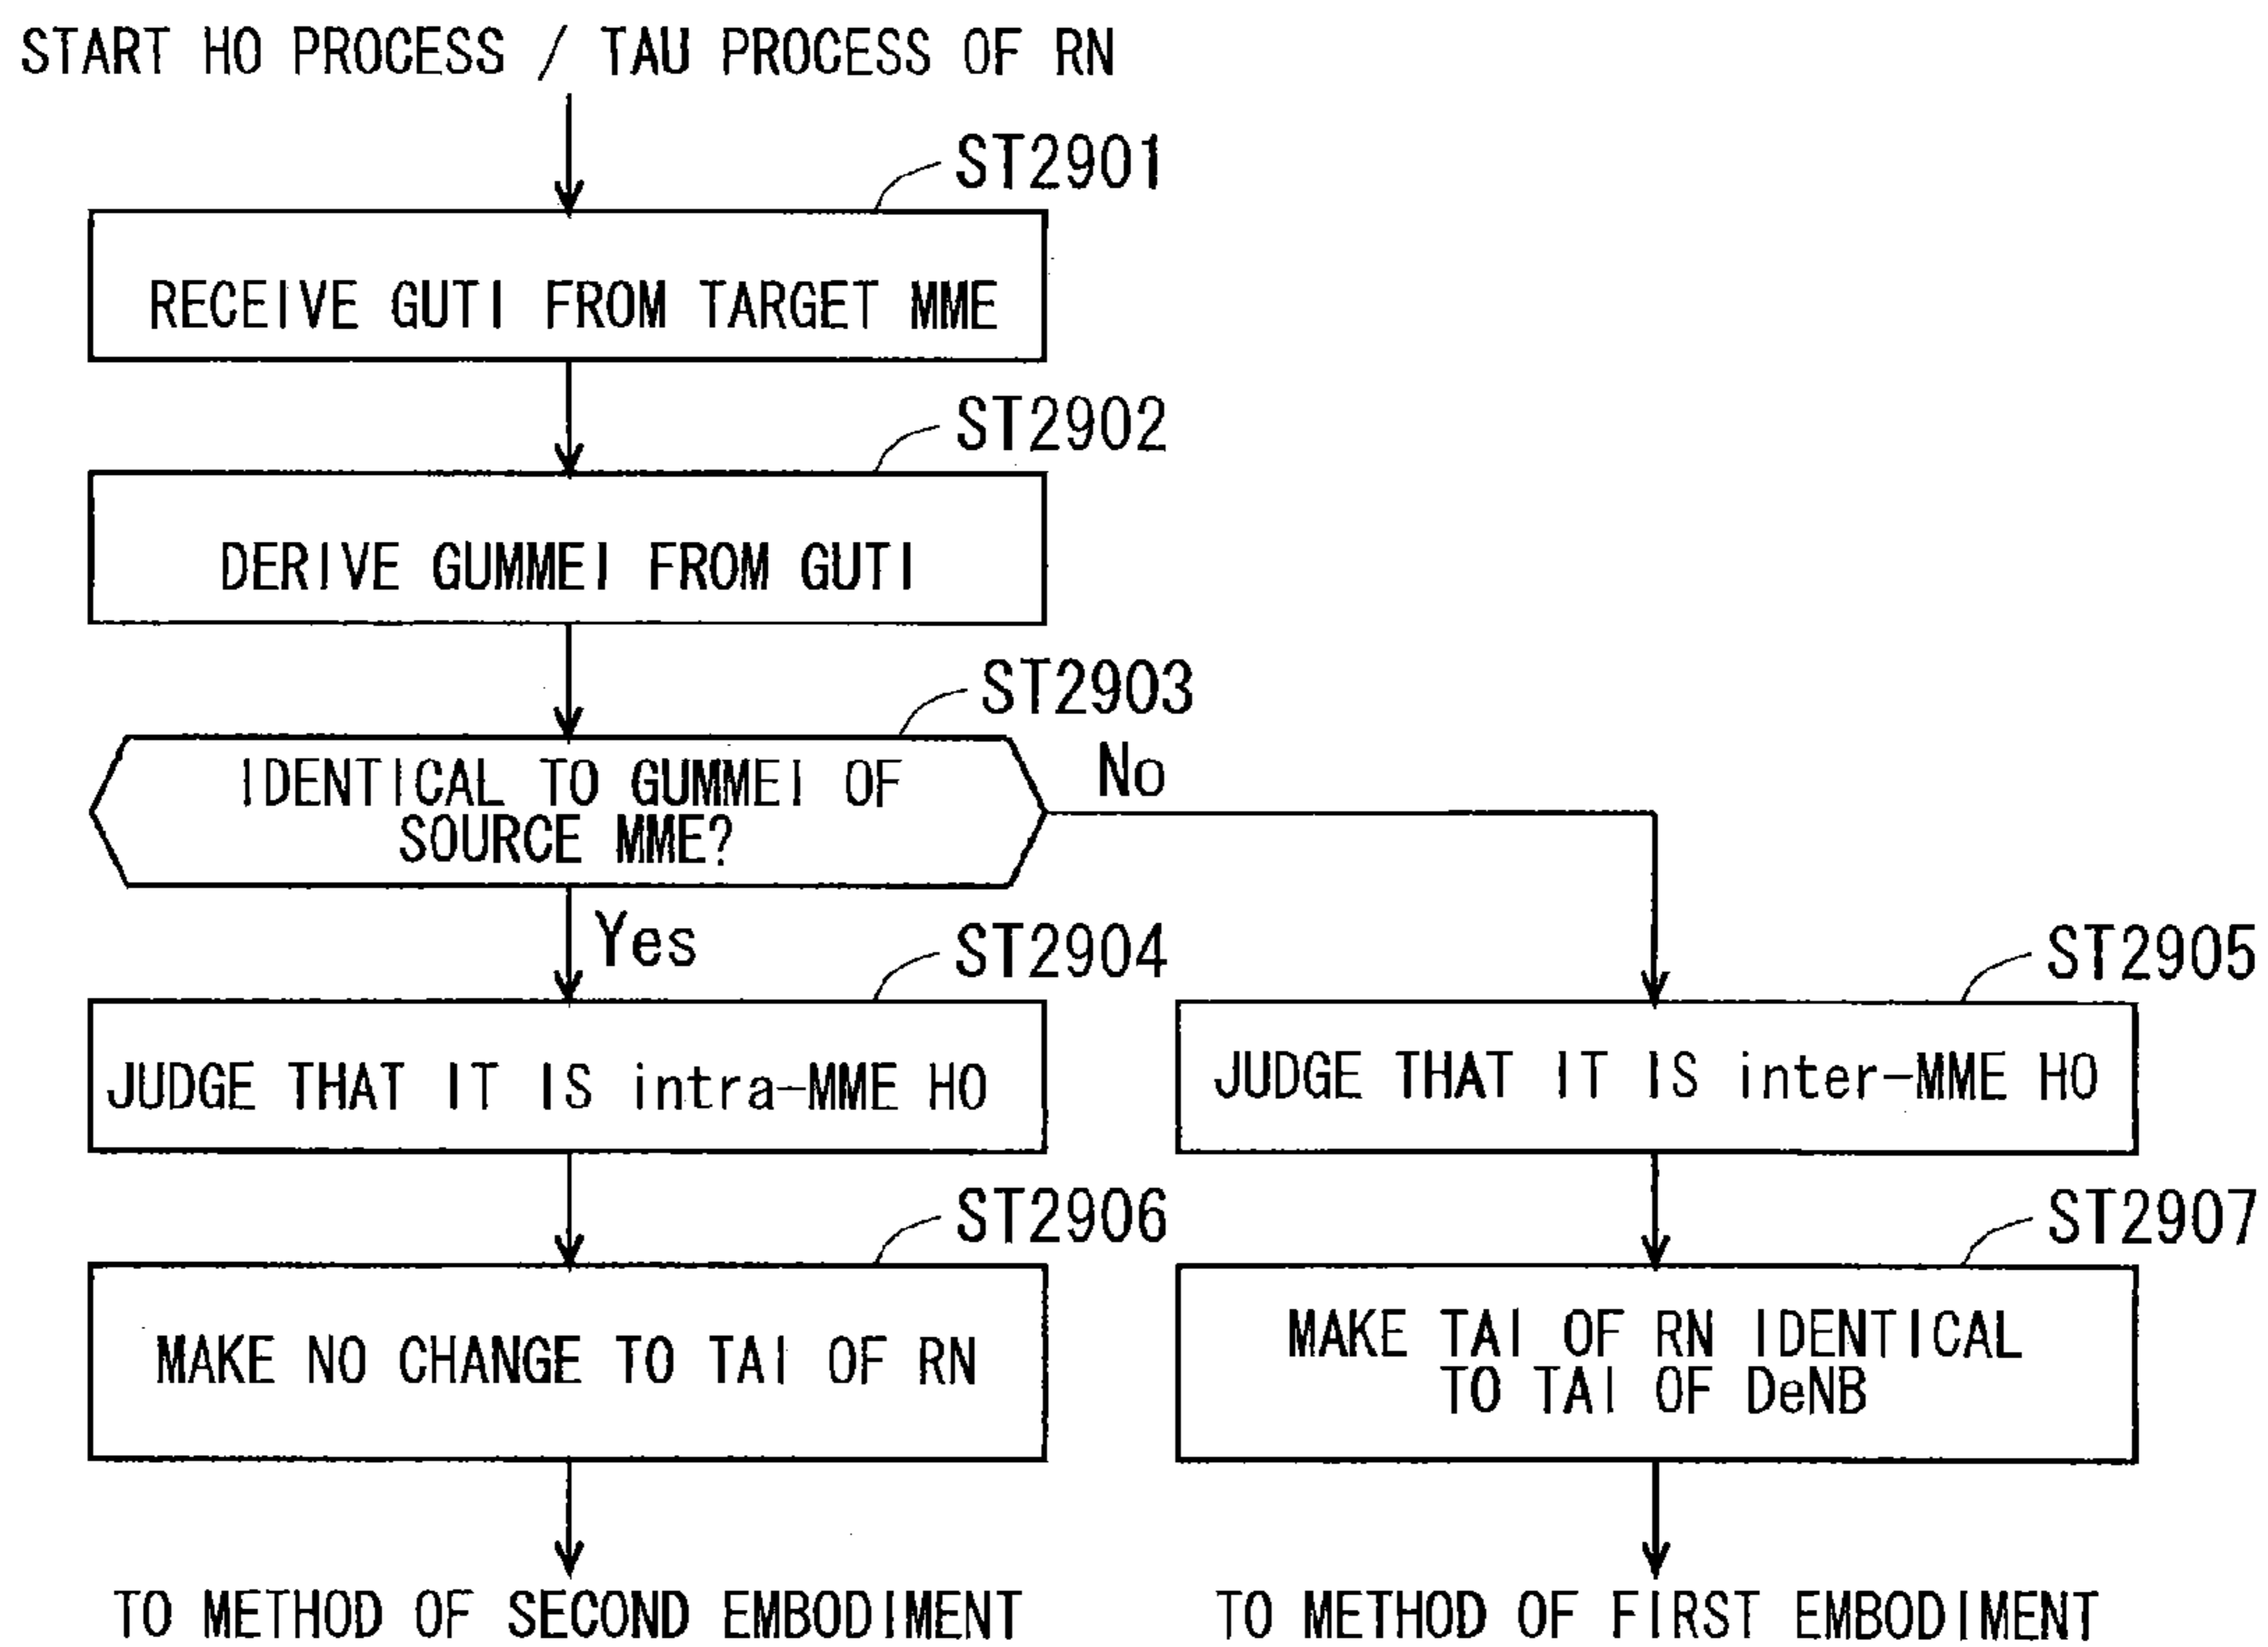 START HO PROCESS / TAU PROCESS OF RN
ST2901
RECEIVE GUTI FROM TARGET MME
ST2902
DERIVE GUMMEI FROM GUTI
ST2903
IDENTICAL TO GUMMEI OF
SOURCE MME?
No
Yes
ST2904
JUDGE THAT IT IS intra-MME HO
ST2905
JUDGE THAT IT IS inter-MME HO
ST2906
MAKE NO CHANGE TO TAI OF RN
ST2907
MAKE TAI OF RN IDENTICAL
TO TAI OF DeNB
TO METHOD OF SECOND EMBODIMENT
TO METHOD OF FIRST EMBODIMENT